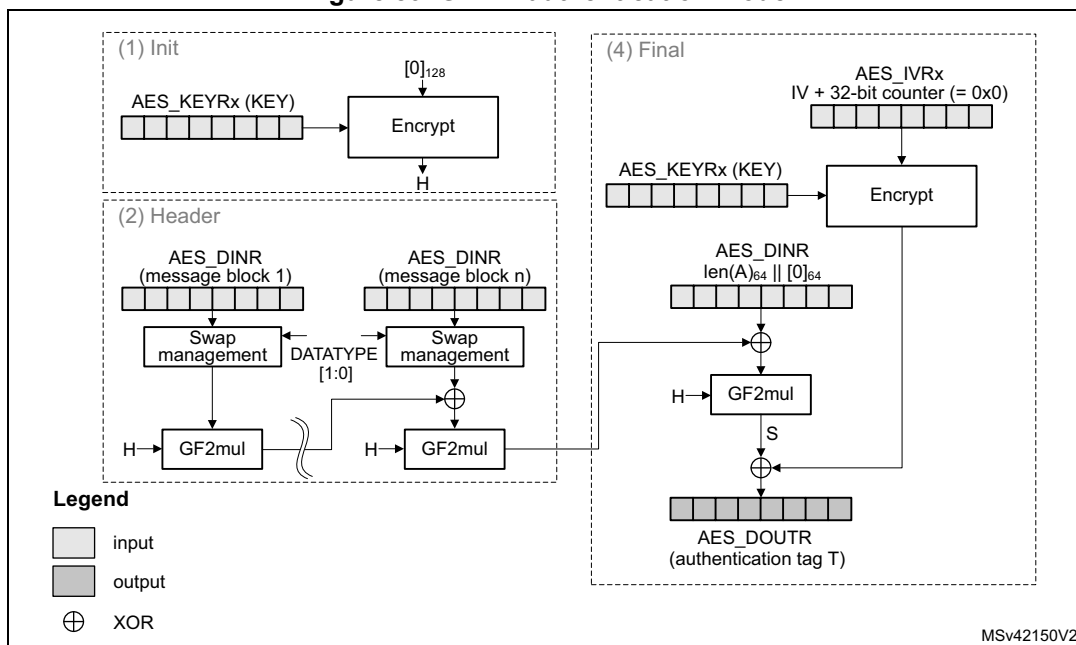 (1) Init
[0]128
AES_KEYRx (KEY)
Encrypt
H
(2) Header
AES_DINR
(message block 1)
AES_DINR
(message block n)
Swap
management
DATATYPE
[1:0]
Swap
management
H
GF2mul
H
GF2mul
(4) Final
AES_IVRx
IV + 32-bit counter (= 0x0)
AES_KEYRx (KEY)
Encrypt
AES_DINR
len(A)64 || [0]64
H
GF2mul
S
AES_DOUTR
(authentication tag T)
Legend
input
output
XOR
MSv42150V2